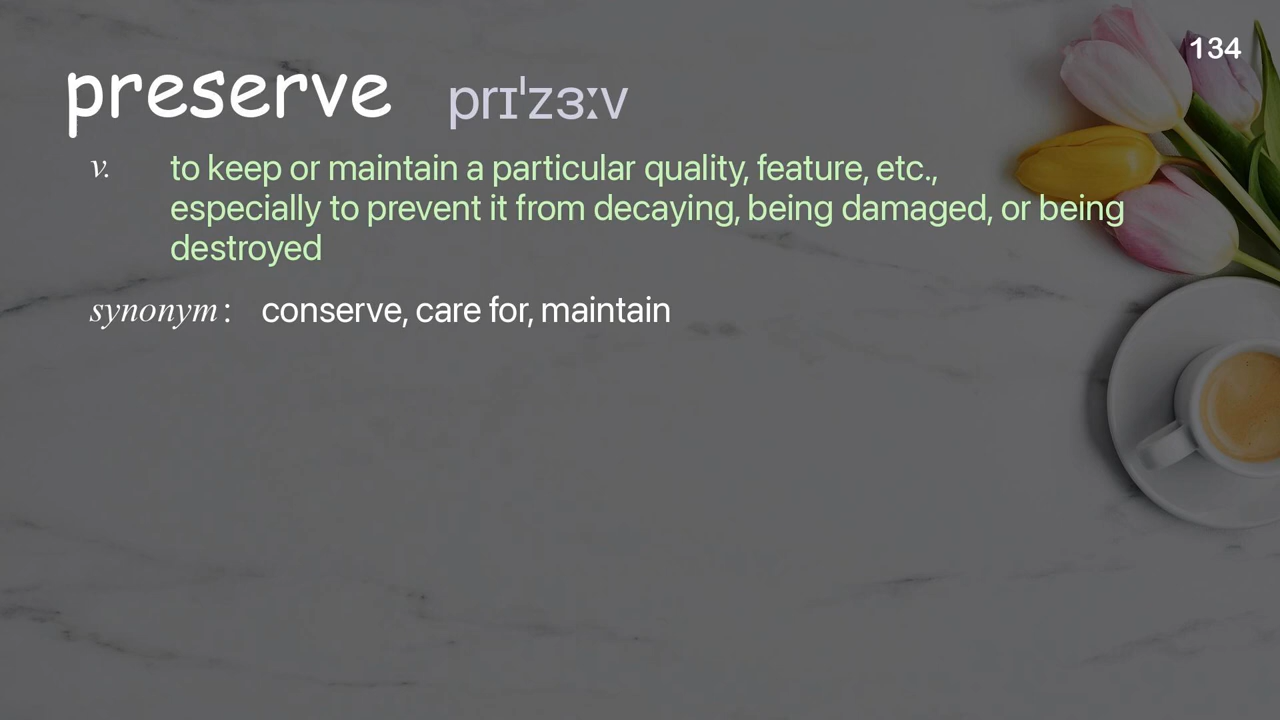 134
preserve prɪˈzɜːv
v. to keep or maintain a particular quality, feature, etc.,
especially to prevent it from decaying, being damaged, or being
destroyed
synonym: conserve, care for, maintain